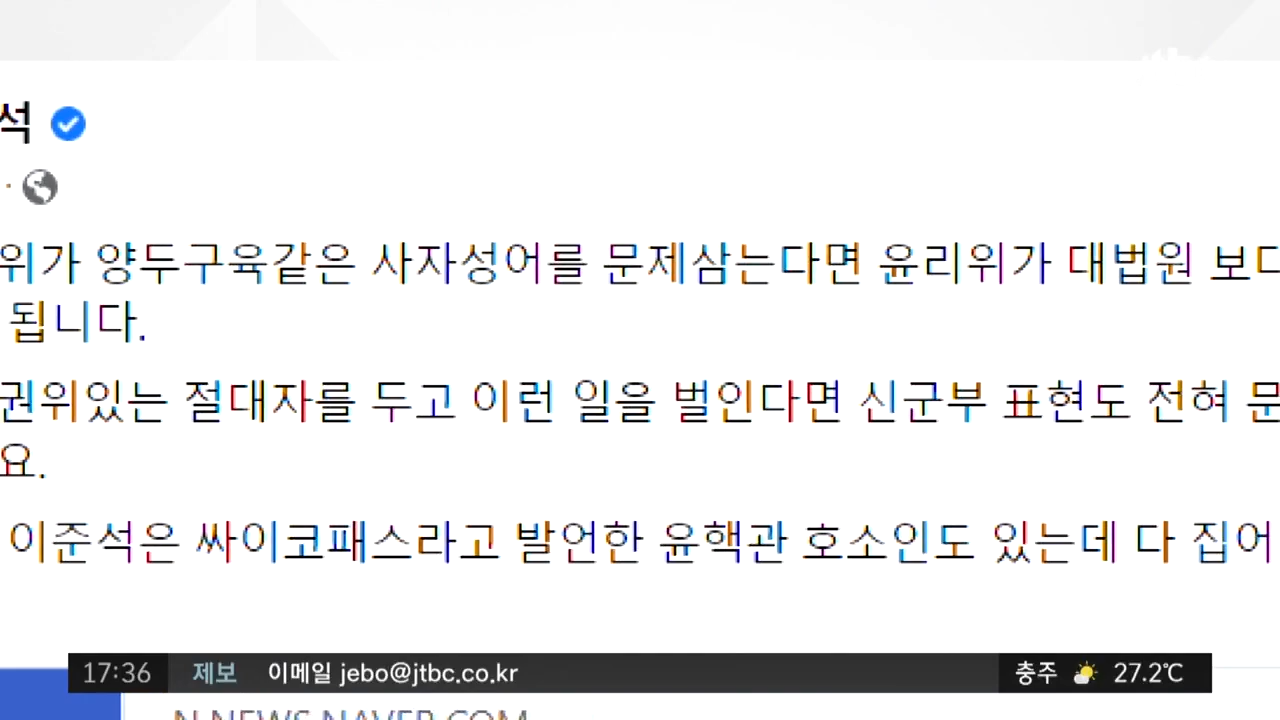 석
위가 양두구육같은 사자성어를 문제삼는다면 윤리위가 대법원 보다
됩니다.
권위있는 절대자를 두고 이런 일을 벌인다면 신군부 표현도 전혀 문
요.
이준석은 싸이코패스라고 발언한 윤핵관 호소인도 있는데 다 집어
17:36 제보 이메일 jebo@jtbc.co.kr 충주 27.2℃
N.NEWS.NAVER.COM